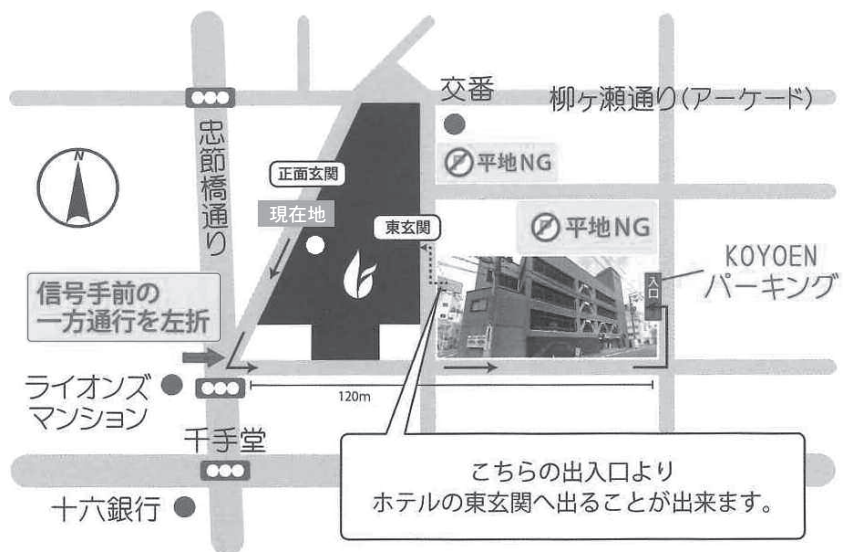 交番
柳ヶ瀬通り(アーケード)
忠節橋通り
N
平地NG
正面玄関
現在地
東玄関
平地NG
KOYOEN
パーキング
入口
信号手前の
一方通行を左折
ライオンズ
マンション
120m
千手堂
こちらの出入口より
ホテルの東玄関へ出ることが出来ます。
十六銀行